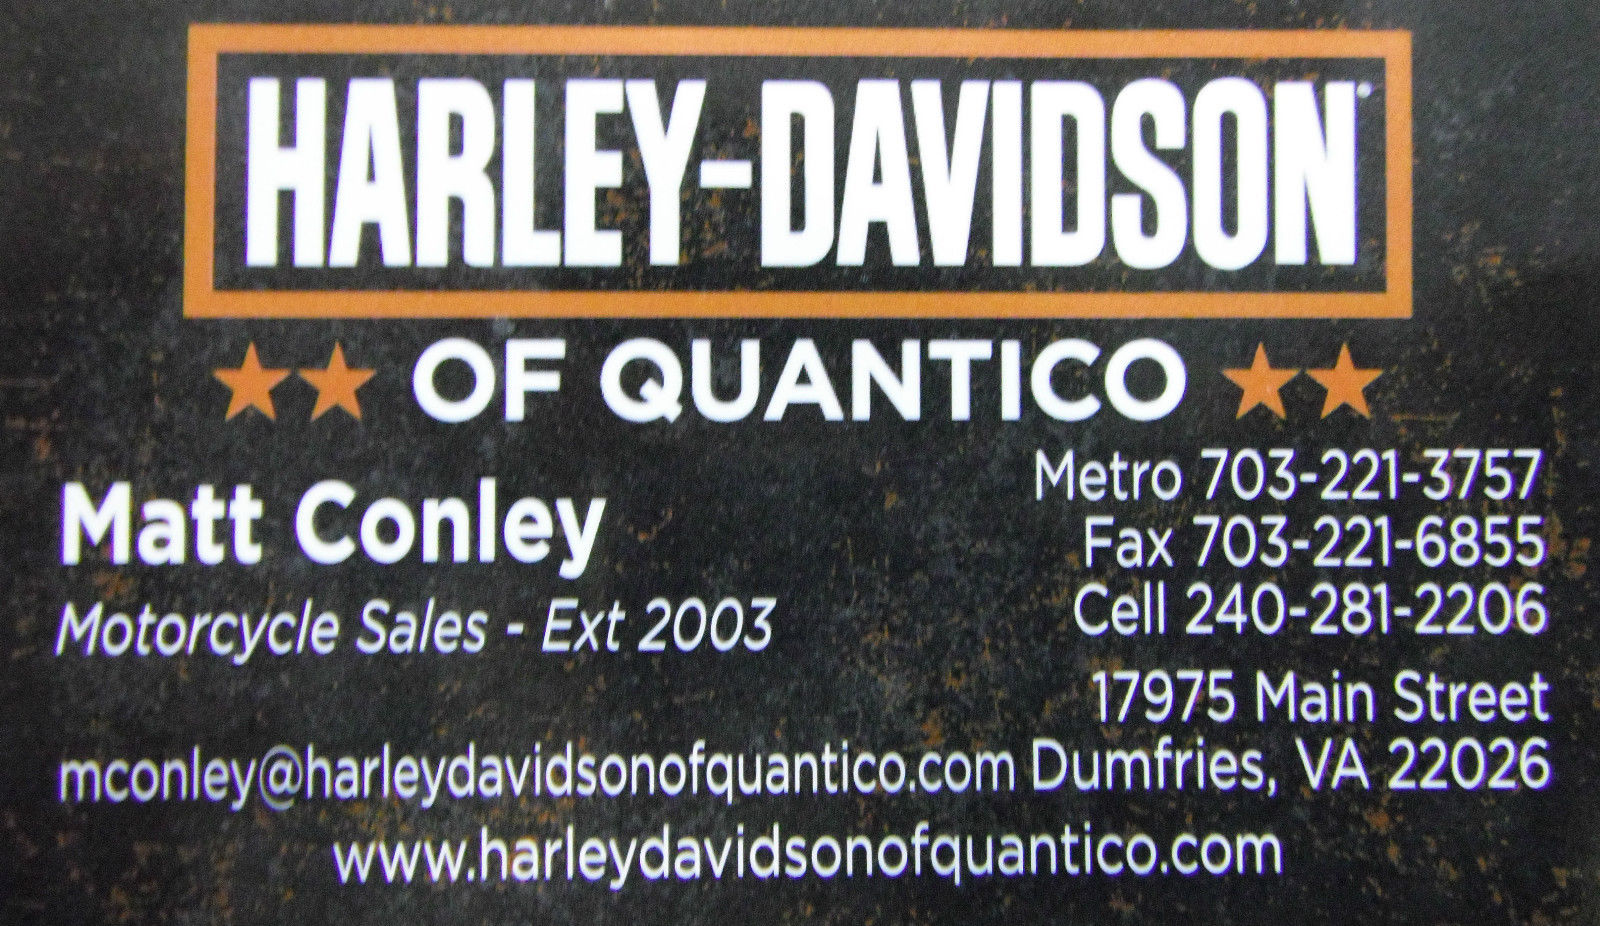 HARLEY-DAVIDSON
OF QUANTICO
Matt Conley
Motorcycle Sales - Ext 2003
Metro 703-221-3757
Fax 703-221-6855
Cell 240-281-2206
17975 Main Street
Dumfries, VA 22026
mconley@harleydavidsonofquantico.com
www.harleydavidsonofquantico.com